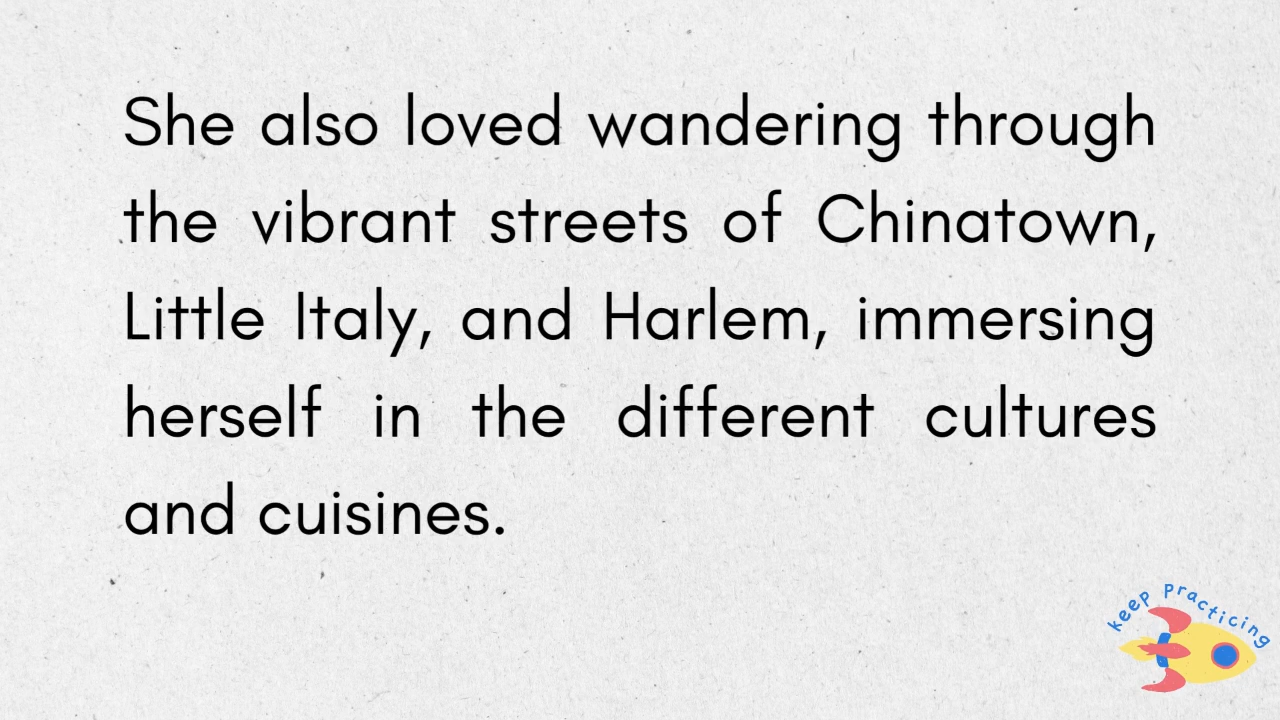 She also loved wandering through
the vibrant streets of Chinatown,
Little Italy, and Harlem, immersing
herself in the different cultures
and cuisines.
keep practicing